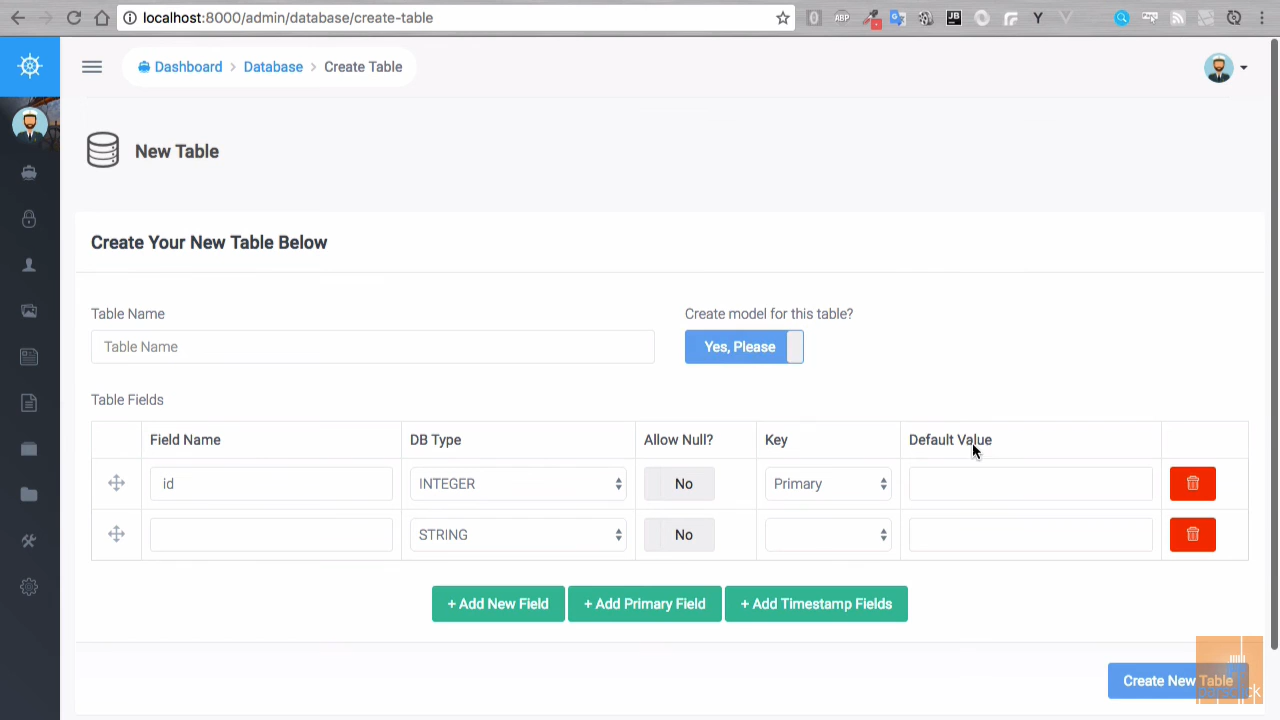 localhost:8000/admin/database/create-table
ABP
JB
Y
Dashboard > Database > Create Table
New Table
Create Your New Table Below
Table Name
Create model for this table?
Table Name
Yes, Please
Table Fields
Field Name DB Type Allow Null? Key Default Value
id INTEGER No Primary
STRING No
+ Add New Field + Add Primary Field + Add Timestamp Fields
Create New Table